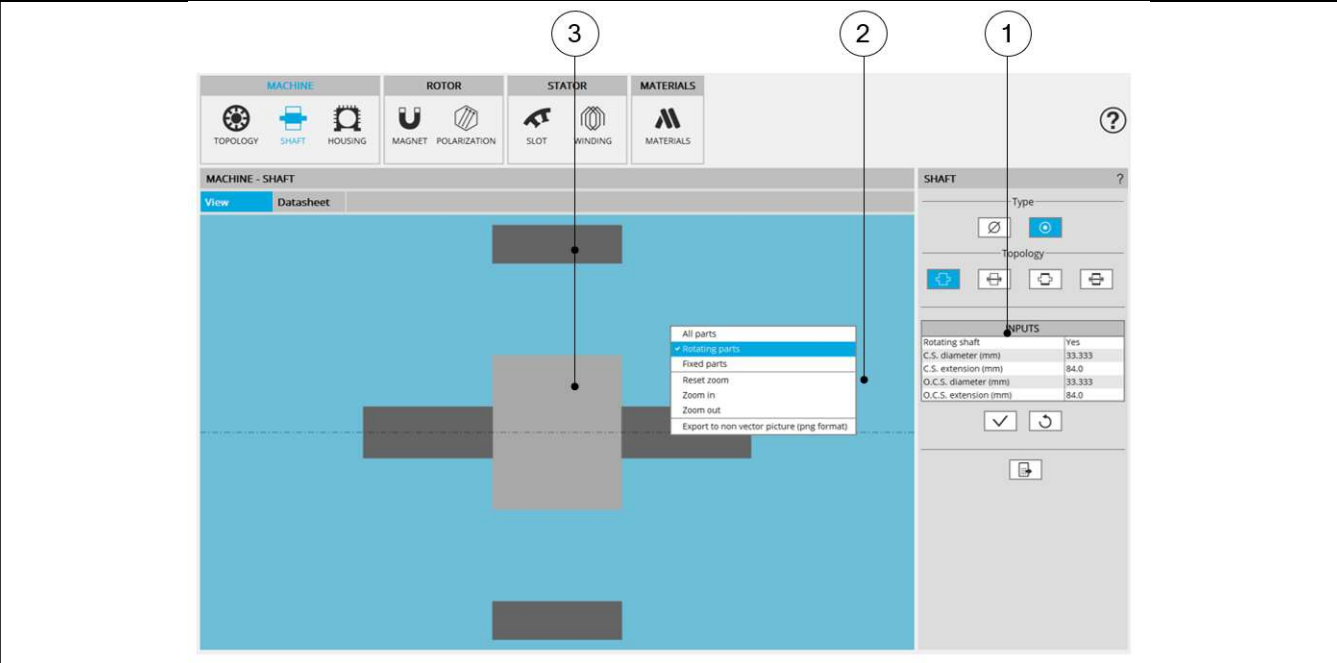 3 2 1
MACHINE ROTOR STATOR MATERIALS
TOPOLOGY SHAFT HOUSING MAGNET POLARIZATION SLOT WINDING MATERIALS
?
MACHINE - SHAFT
View Datasheet
All parts
✓ Rotating parts
Fixed parts
Reset zoom
Zoom in
Zoom out
Export to non vector picture (png format)
SHAFT ?
Type
Topology
INPUTS
Rotating shaft Yes
C.S. diameter (mm) 33.333
C.S. extension (mm) 84.0
O.C.S. diameter (mm) 33.333
O.C.S. extension (mm) 84.0